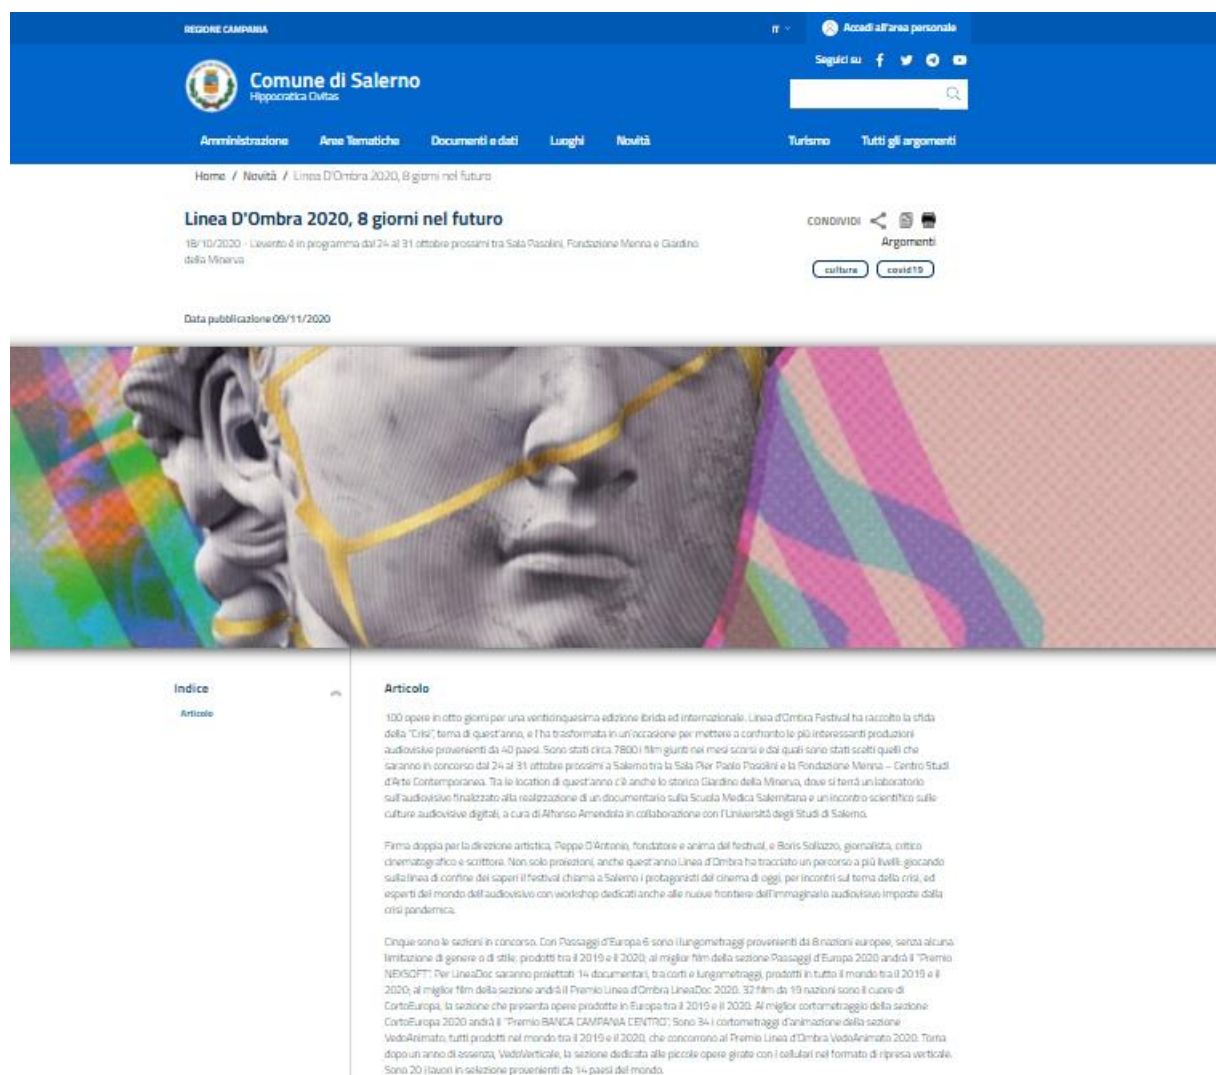 REGIONE CAMPANIA
IT
Accedi all'area personale
Seguici su
Comune di Salerno
Hippocratica Civitas
Amministrazione Aree Tematiche Documenti e dati Luoghi Novità Turismo Tutti gli argomenti
Home / Novità / Linea D'Ombra 2020, 8 giorni nel futuro
Linea D'Ombra 2020, 8 giorni nel futuro
CONDIVIDI
18/10/2020 - L'evento è in programma dal 24 al 31 ottobre prossimi tra Sala Pasolini, Fondazione Menna e Giardino
della Minerva
Argomenti
cultura covid19
Data pubblicazione 09/11/2020
Indice
Articolo
Articolo
100 opere in otto giorni per una venticinquesima edizione ibrida ed internazionale. Linea d'Ombra Festival ha raccolto la sfida
della "Crisi", tema di quest'anno, e l'ha trasformata in un'occasione per mettere a confronto le più interessanti produzioni
audiovisive provenienti da 40 paesi. Sono stati circa 7800 i film giunti nei mesi scorsi e dai quali sono stati scelti quelli che
saranno in concorso dal 24 al 31 ottobre prossimi a Salerno tra la Sala Pier Paolo Pasolini e la Fondazione Menna – Centro Studi
d'Arte Contemporanea. Tra le location di quest'anno c'è anche lo storico Giardino della Minerva, dove si terrà un laboratorio
sull'audiovisivo finalizzato alla realizzazione di un documentario sulla Scuola Medica Salernitana e un incontro scientifico sulle
culture audiovisive digitali, a cura di Alfonso Amendola in collaborazione con l'Università degli Studi di Salerno.
Firma doppia per la direzione artistica, Peppe D'Antonio, fondatore e anima del festival, e Boris Sollazzo, giornalista, critico
cinematografico e scrittore. Non solo proiezioni, anche quest'anno Linea d'Ombra ha tracciato un percorso a più livelli: giocando
sulla linea di confine dei saperi il festival chiama a Salerno i protagonisti del cinema di oggi, per incontri sul tema della crisi, ed
esperti del mondo dell'audiovisivo con workshop dedicati anche alle nuove frontiere dell'immaginario audiovisivo imposte dalla
crisi pandemica.
Cinque sono le sezioni in concorso. Con Passaggi d'Europa 6 sono i lungometraggi provenienti da 8 nazioni europee, senza alcuna
limitazione di genere o di stile, prodotti tra il 2019 e il 2020; al miglior film della sezione Passaggi d'Europa 2020 andrà il "Premio
NEXSOFT". Per LineaDoc saranno proiettati 14 documentari, tra corti e lungometraggi, prodotti in tutto il mondo tra il 2019 e il
2020; al miglior film della sezione andrà il Premio Linea d'Ombra LineaDoc 2020. 32 film da 19 nazioni sono il cuore di
CortoEuropa, la sezione che presenta opere prodotte in Europa tra il 2019 e il 2020. Al miglior cortometraggio della sezione
CortoEuropa 2020 andrà il "Premio BANCA CAMPANIA CENTRO". Sono 34 i cortometraggi d'animazione della sezione
VedoAnimato, tutti prodotti nel mondo tra il 2019 e il 2020, che concorrono al Premio Linea d'Ombra VedoAnimato 2020. Torna
dopo un anno di assenza, VedoVerticale, la sezione dedicata alle piccole opere girate con i cellulari nel formato di ripresa verticale.
Sono 20 i lavori in selezione provenienti da 14 paesi del mondo.